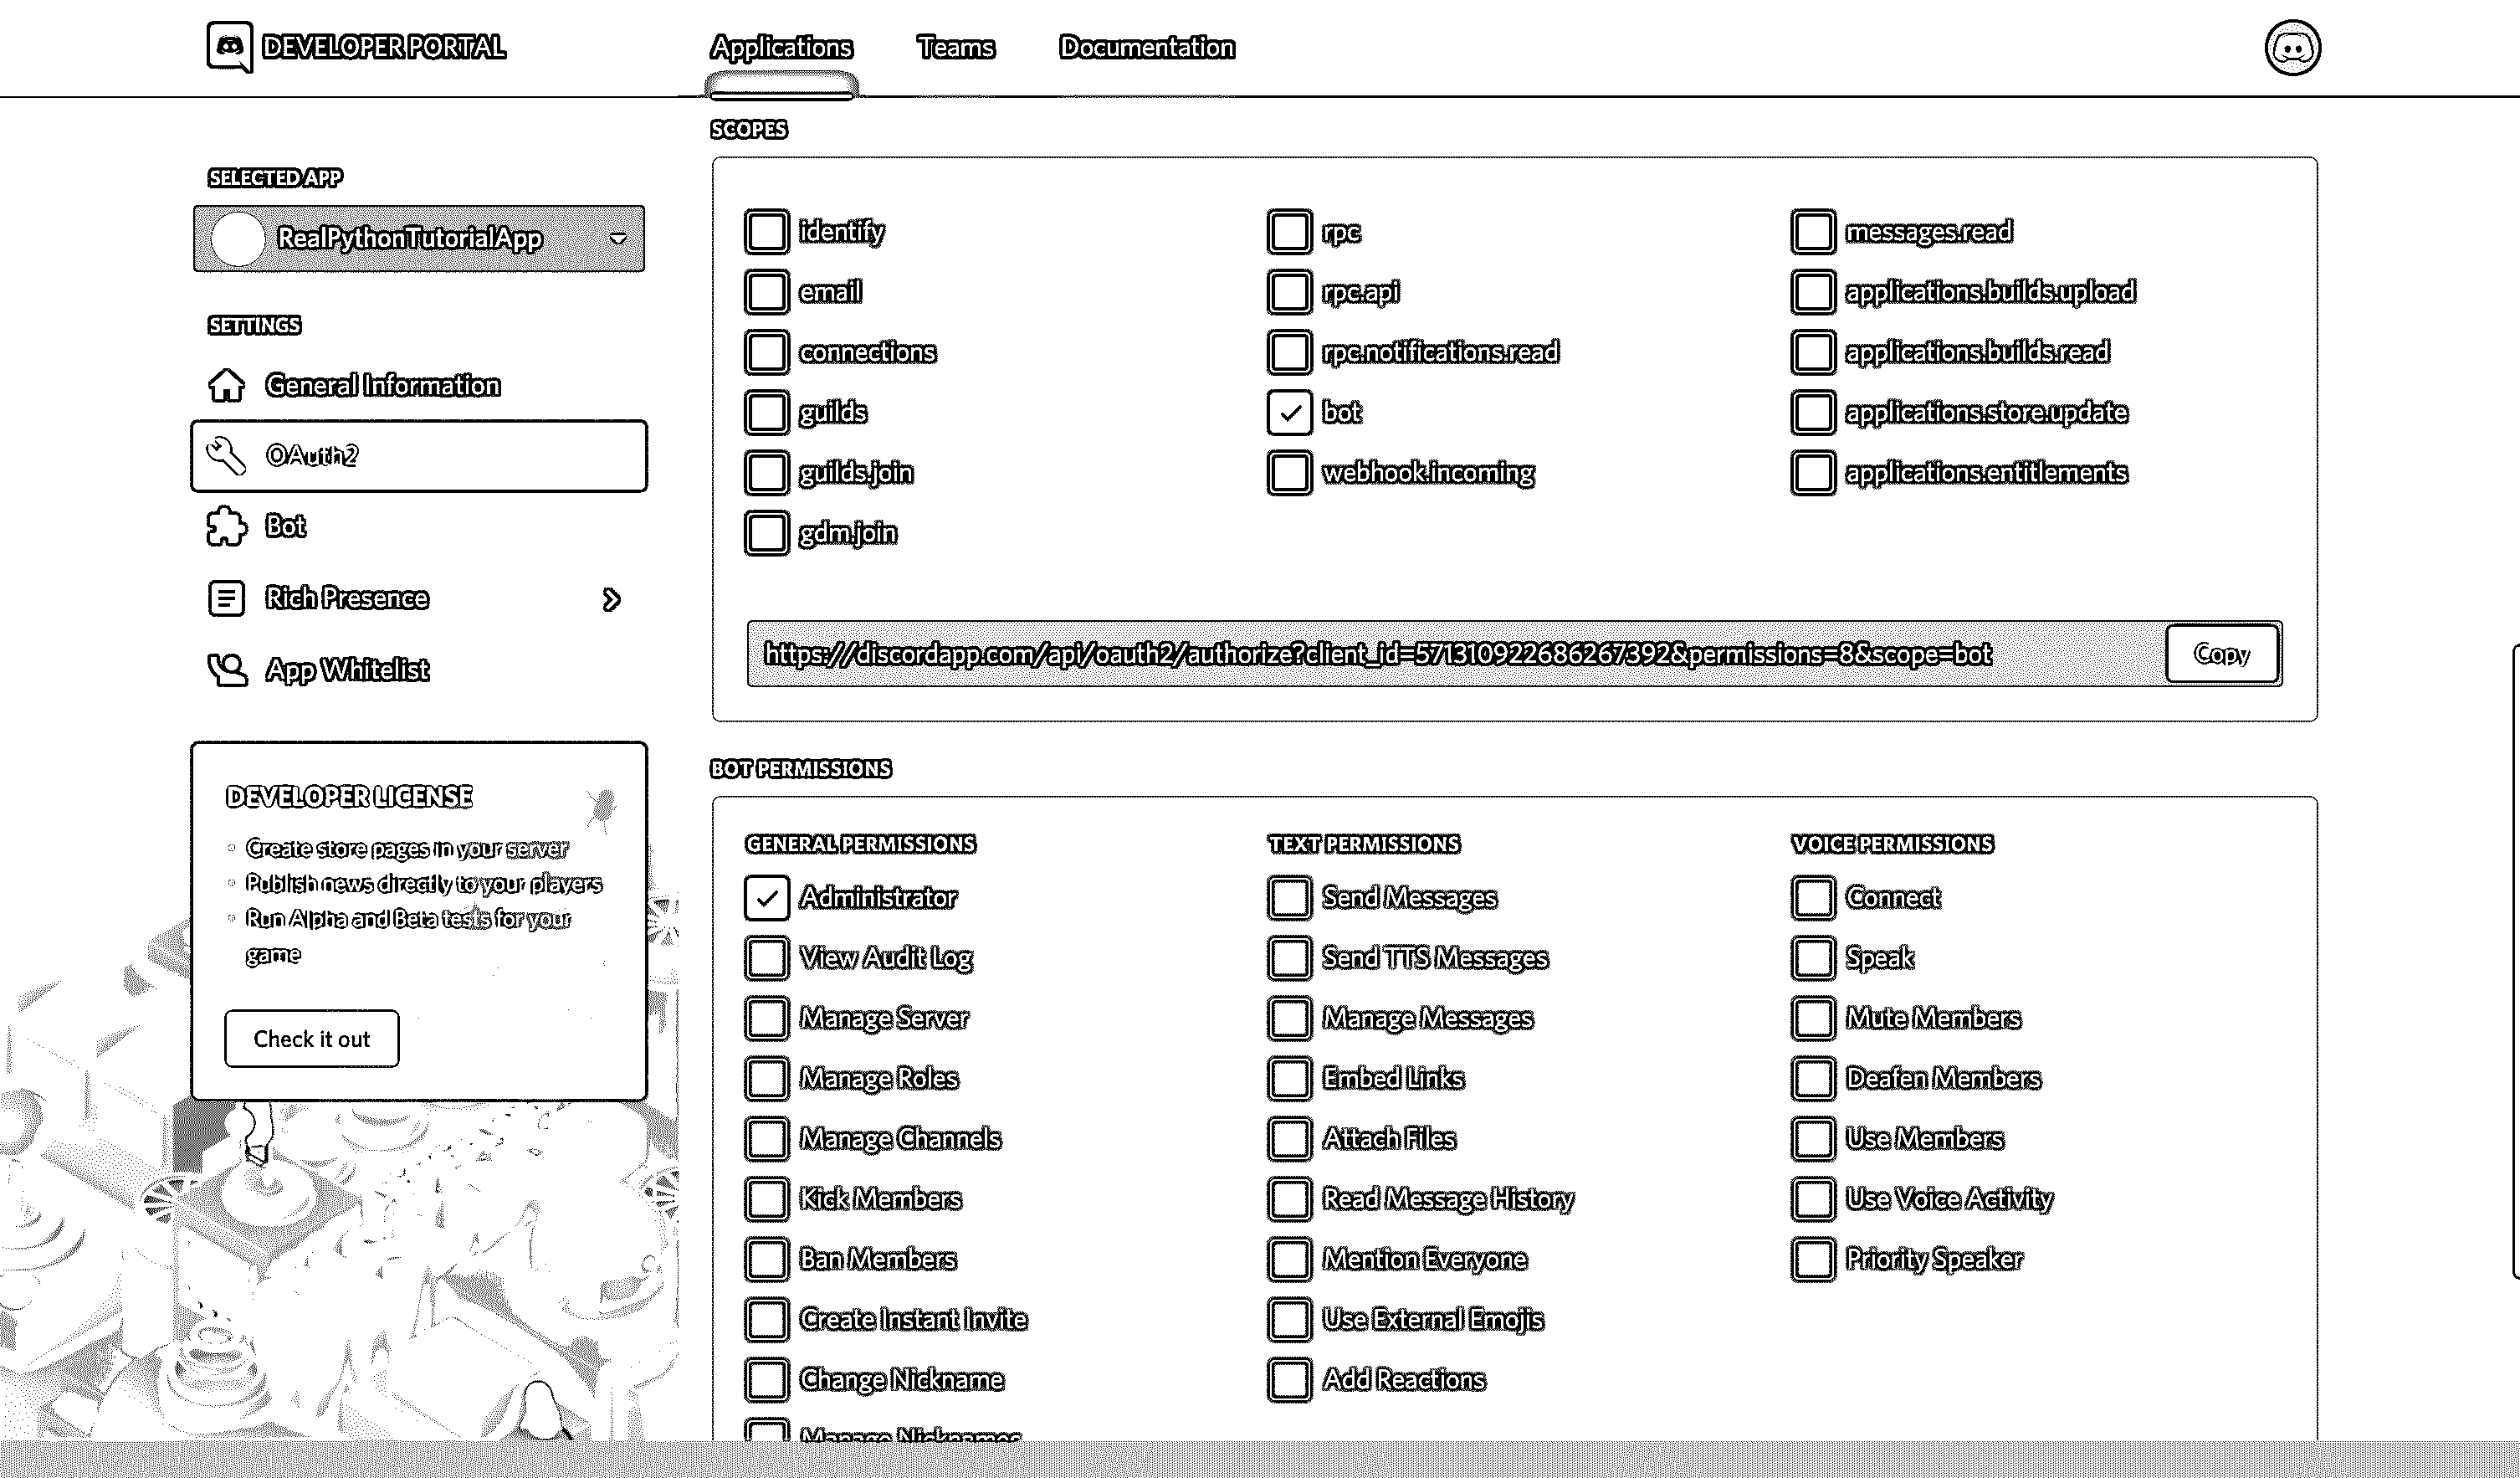 DEVELOPER PORTAL
Applications
Teams
Documentation
SELECTED APP
RealPythonTutorialApp
SETTINGS
General Information
OAuth2
Bot
Rich Presence
App Whitelist
DEVELOPER LICENSE
Create store pages in your server
Publish news directly to your players
Run Alpha and Beta tests for your
game
Check it out
SCOPES
identify
email
connections
guilds
guilds.join
gdm.join
rpc
rpc.api
rpc.notifications.read
bot
webhook.incoming
messages.read
applications.builds.upload
applications.builds.read
applications.store.update
applications.entitlements
https://discordapp.com/api/oauth2/authorize?client_id=571310922686267392&permissions=8&scope=bot
Copy
BOT PERMISSIONS
GENERAL PERMISSIONS
Administrator
View Audit Log
Manage Server
Manage Roles
Manage Channels
Kick Members
Ban Members
Create Instant Invite
Change Nickname
Manage Nicknames
TEXT PERMISSIONS
Send Messages
Send TTS Messages
Manage Messages
Embed Links
Attach Files
Read Message History
Mention Everyone
Use External Emojis
Add Reactions
VOICE PERMISSIONS
Connect
Speak
Mute Members
Deafen Members
Use Members
Use Voice Activity
Priority Speaker